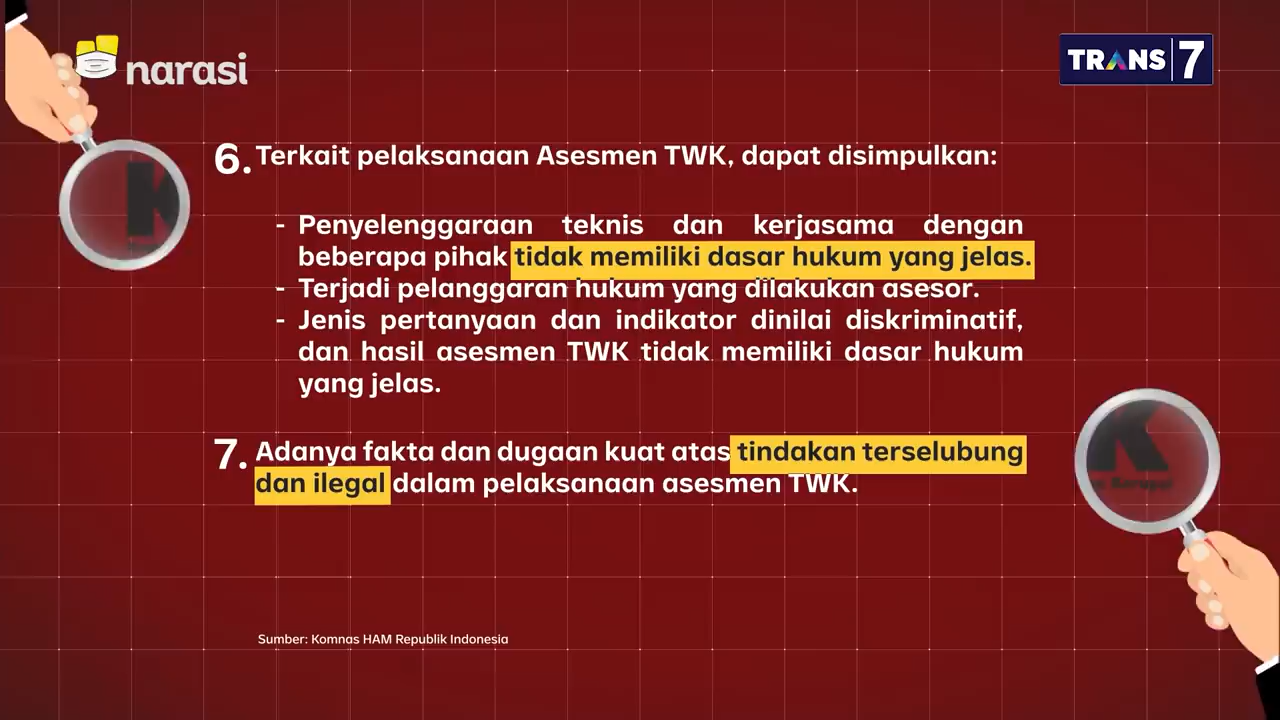 narasi
TRANS 7
6. Terkait pelaksanaan Asesmen TWK, dapat disimpulkan:
- Penyelenggaraan teknis dan kerjasama dengan
beberapa pihak tidak memiliki dasar hukum yang jelas.
- Terjadi pelanggaran hukum yang dilakukan asesor.
- Jenis pertanyaan dan indikator dinilai diskriminatif,
dan hasil asesmen TWK tidak memiliki dasar hukum
yang jelas.
7. Adanya fakta dan dugaan kuat atas tindakan terselubung
dan ilegal dalam pelaksanaan asesmen TWK.
K
K
Sumber: Komnas HAM Republik Indonesia